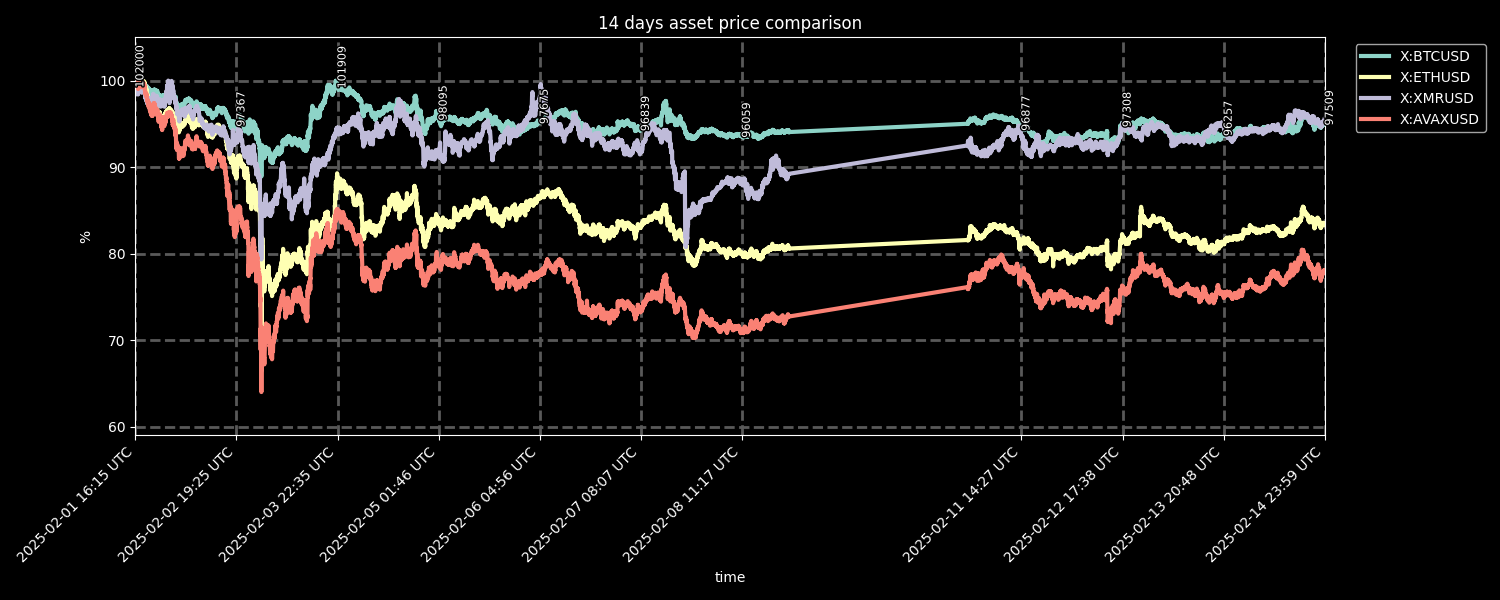 14 days asset price comparison
X:BTCUSD
X:ETHUSD
X:XMRUSD
X:AVAXUSD
100
90
80
70
60
%
02000
97367
101909
98095
97675
96839
96059
96877
97308
96257
97509
2025-02-01 16:15 UTC
2025-02-02 19:25 UTC
2025-02-03 22:35 UTC
2025-02-05 01:46 UTC
2025-02-06 04:56 UTC
2025-02-07 08:07 UTC
2025-02-08 11:17 UTC
2025-02-11 14:27 UTC
2025-02-12 17:38 UTC
2025-02-13 20:48 UTC
2025-02-14 23:59 UTC
time